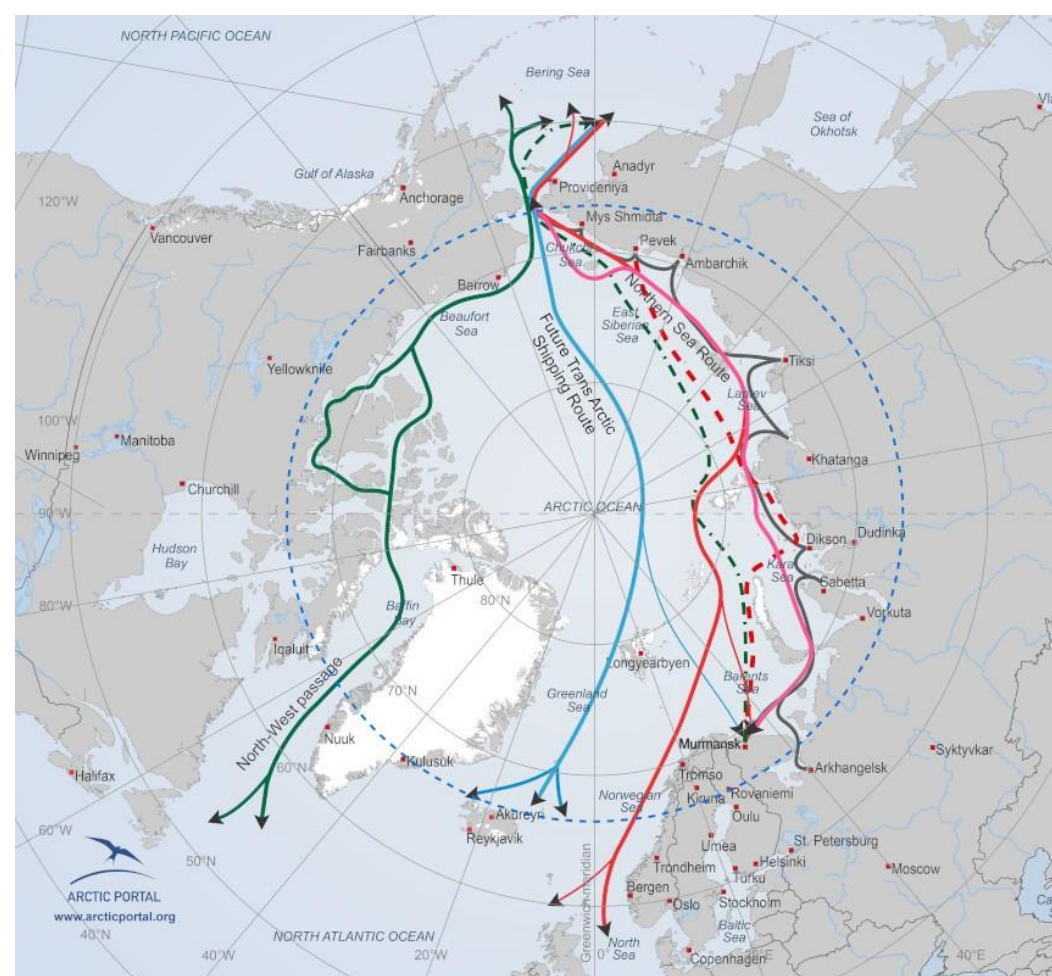 NORTH PACIFIC OCEAN
Bering Sea
Sea of
Okhotsk
Gulf of Alaska
Anchorage
Anadyr
Provideniya
120°W
Vancouver
Fairbanks
Mys Shmidta
Chukchi
Sea
Pevek
Ambarchik
Barrow
Beaufort
Sea
Northern Sea Route
East
Siberian
Sea
Future Trans Arctic
Shipping Route
Tiksi
Yellowknife
Laptev
Sea
100°W
Manitoba
Winnipeg
Khatanga
Churchill
90°W
ARCTIC OCEAN
Hudson
Bay
Dikson
Dudinka
Kara
Sea
Sabetta
Thule
80°N
Baffin
Bay
80°W
Vorkuta
Iqaluit
Longyearbyen
Barents
Sea
70°N
Greenland
Sea
North-West passage
Nuuk
Murmansk
Kulusuk
60°N
Syktyvkar
Halifax
Tromso
Arkhangelsk
Kiruna
Rovaniemi
Norwegian
Sea
Oulu
Akureyri
Reykjavik
60°W
Umea
St. Petersburg
50°N
Trondheim
Helsinki
Turku
Moscow
ARCTIC PORTAL
www.arcticportal.org
Bergen
Oslo
Stockholm
Greenwich meridian
Baltic
Sea
40°N
NORTH ATLANTIC OCEAN
North
Sea
20°W
0°
Copenhagen
20°E
40°E